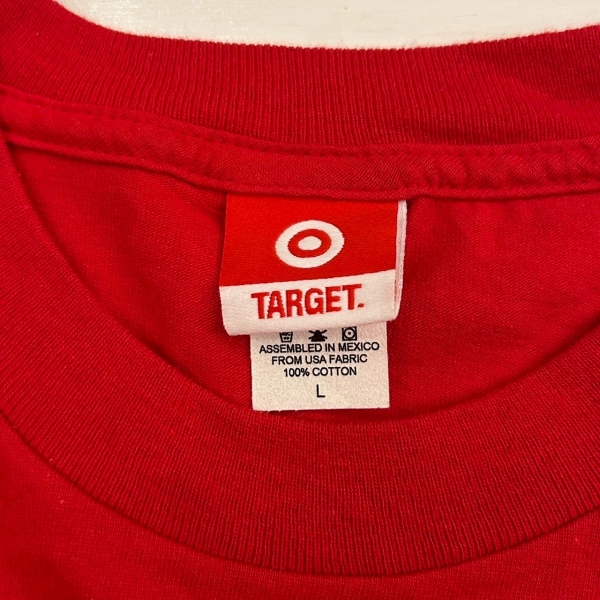 TARGET.
ASSEMBLED IN MEXICO
FROM USA FABRIC
100% COTTON
L